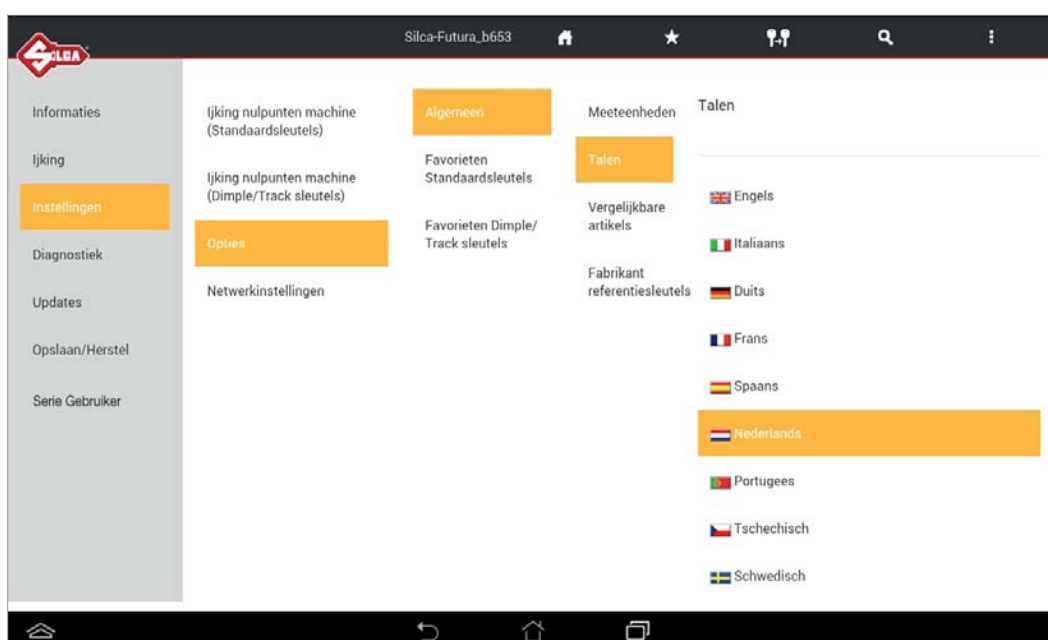 Silca-Futura_b653
SILCA
Informaties
Ijking
Instellingen
Diagnostiek
Updates
Opslaan/Herstel
Serie Gebruiker
Ijking nulpunten machine
(Standaardsleutels)
Ijking nulpunten machine
(Dimple/Track sleutels)
Opties
Netwerkinstellingen
Algemeen
Favorieten
Standaardsleutels
Favorieten Dimple/
Track sleutels
Meeteenheden
Talen
Vergelijkbare
artikels
Fabrikant
referentiesleutels
Talen
Engels
Italiaans
Duits
Frans
Spaans
Nederlands
Portugees
Tschechisch
Schwedisch